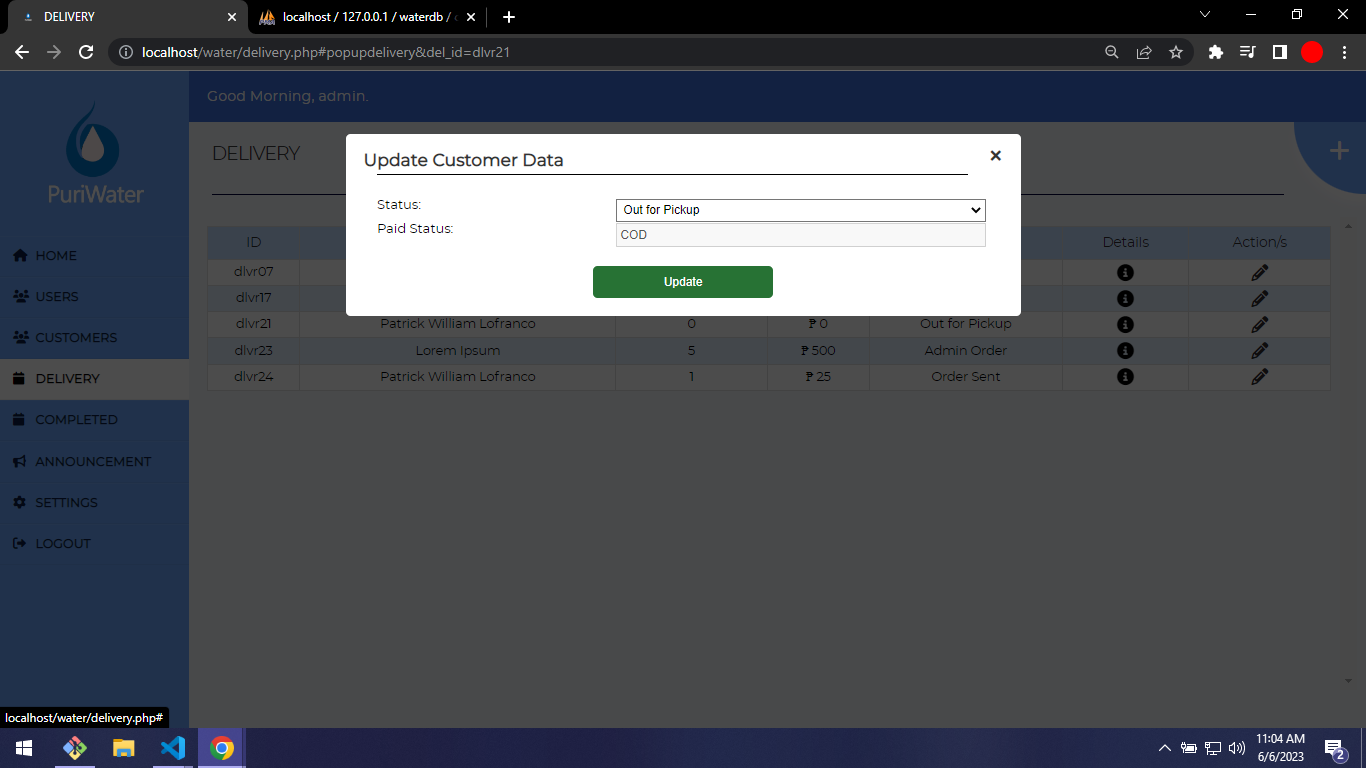 DELIVERY
localhost / 127.0.0.1 / waterdb /
localhost/water/delivery.php#popupdelivery&del_id=dlvr21
Good Morning, admin.
PuriWater
HOME
USERS
CUSTOMERS
DELIVERY
COMPLETED
ANNOUNCEMENT
SETTINGS
LOGOUT
DELIVERY
Update Customer Data
Status: Out for Pickup
Paid Status: COD
Update
ID Details Action/s
dlvr07
dlvr17
dlvr21 Patrick William Lofranco 0 ₱ 0 Out for Pickup
dlvr23 Lorem Ipsum 5 ₱ 500 Admin Order
dlvr24 Patrick William Lofranco 1 ₱ 25 Order Sent
localhost/water/delivery.php#
11:04 AM
6/6/2023
2